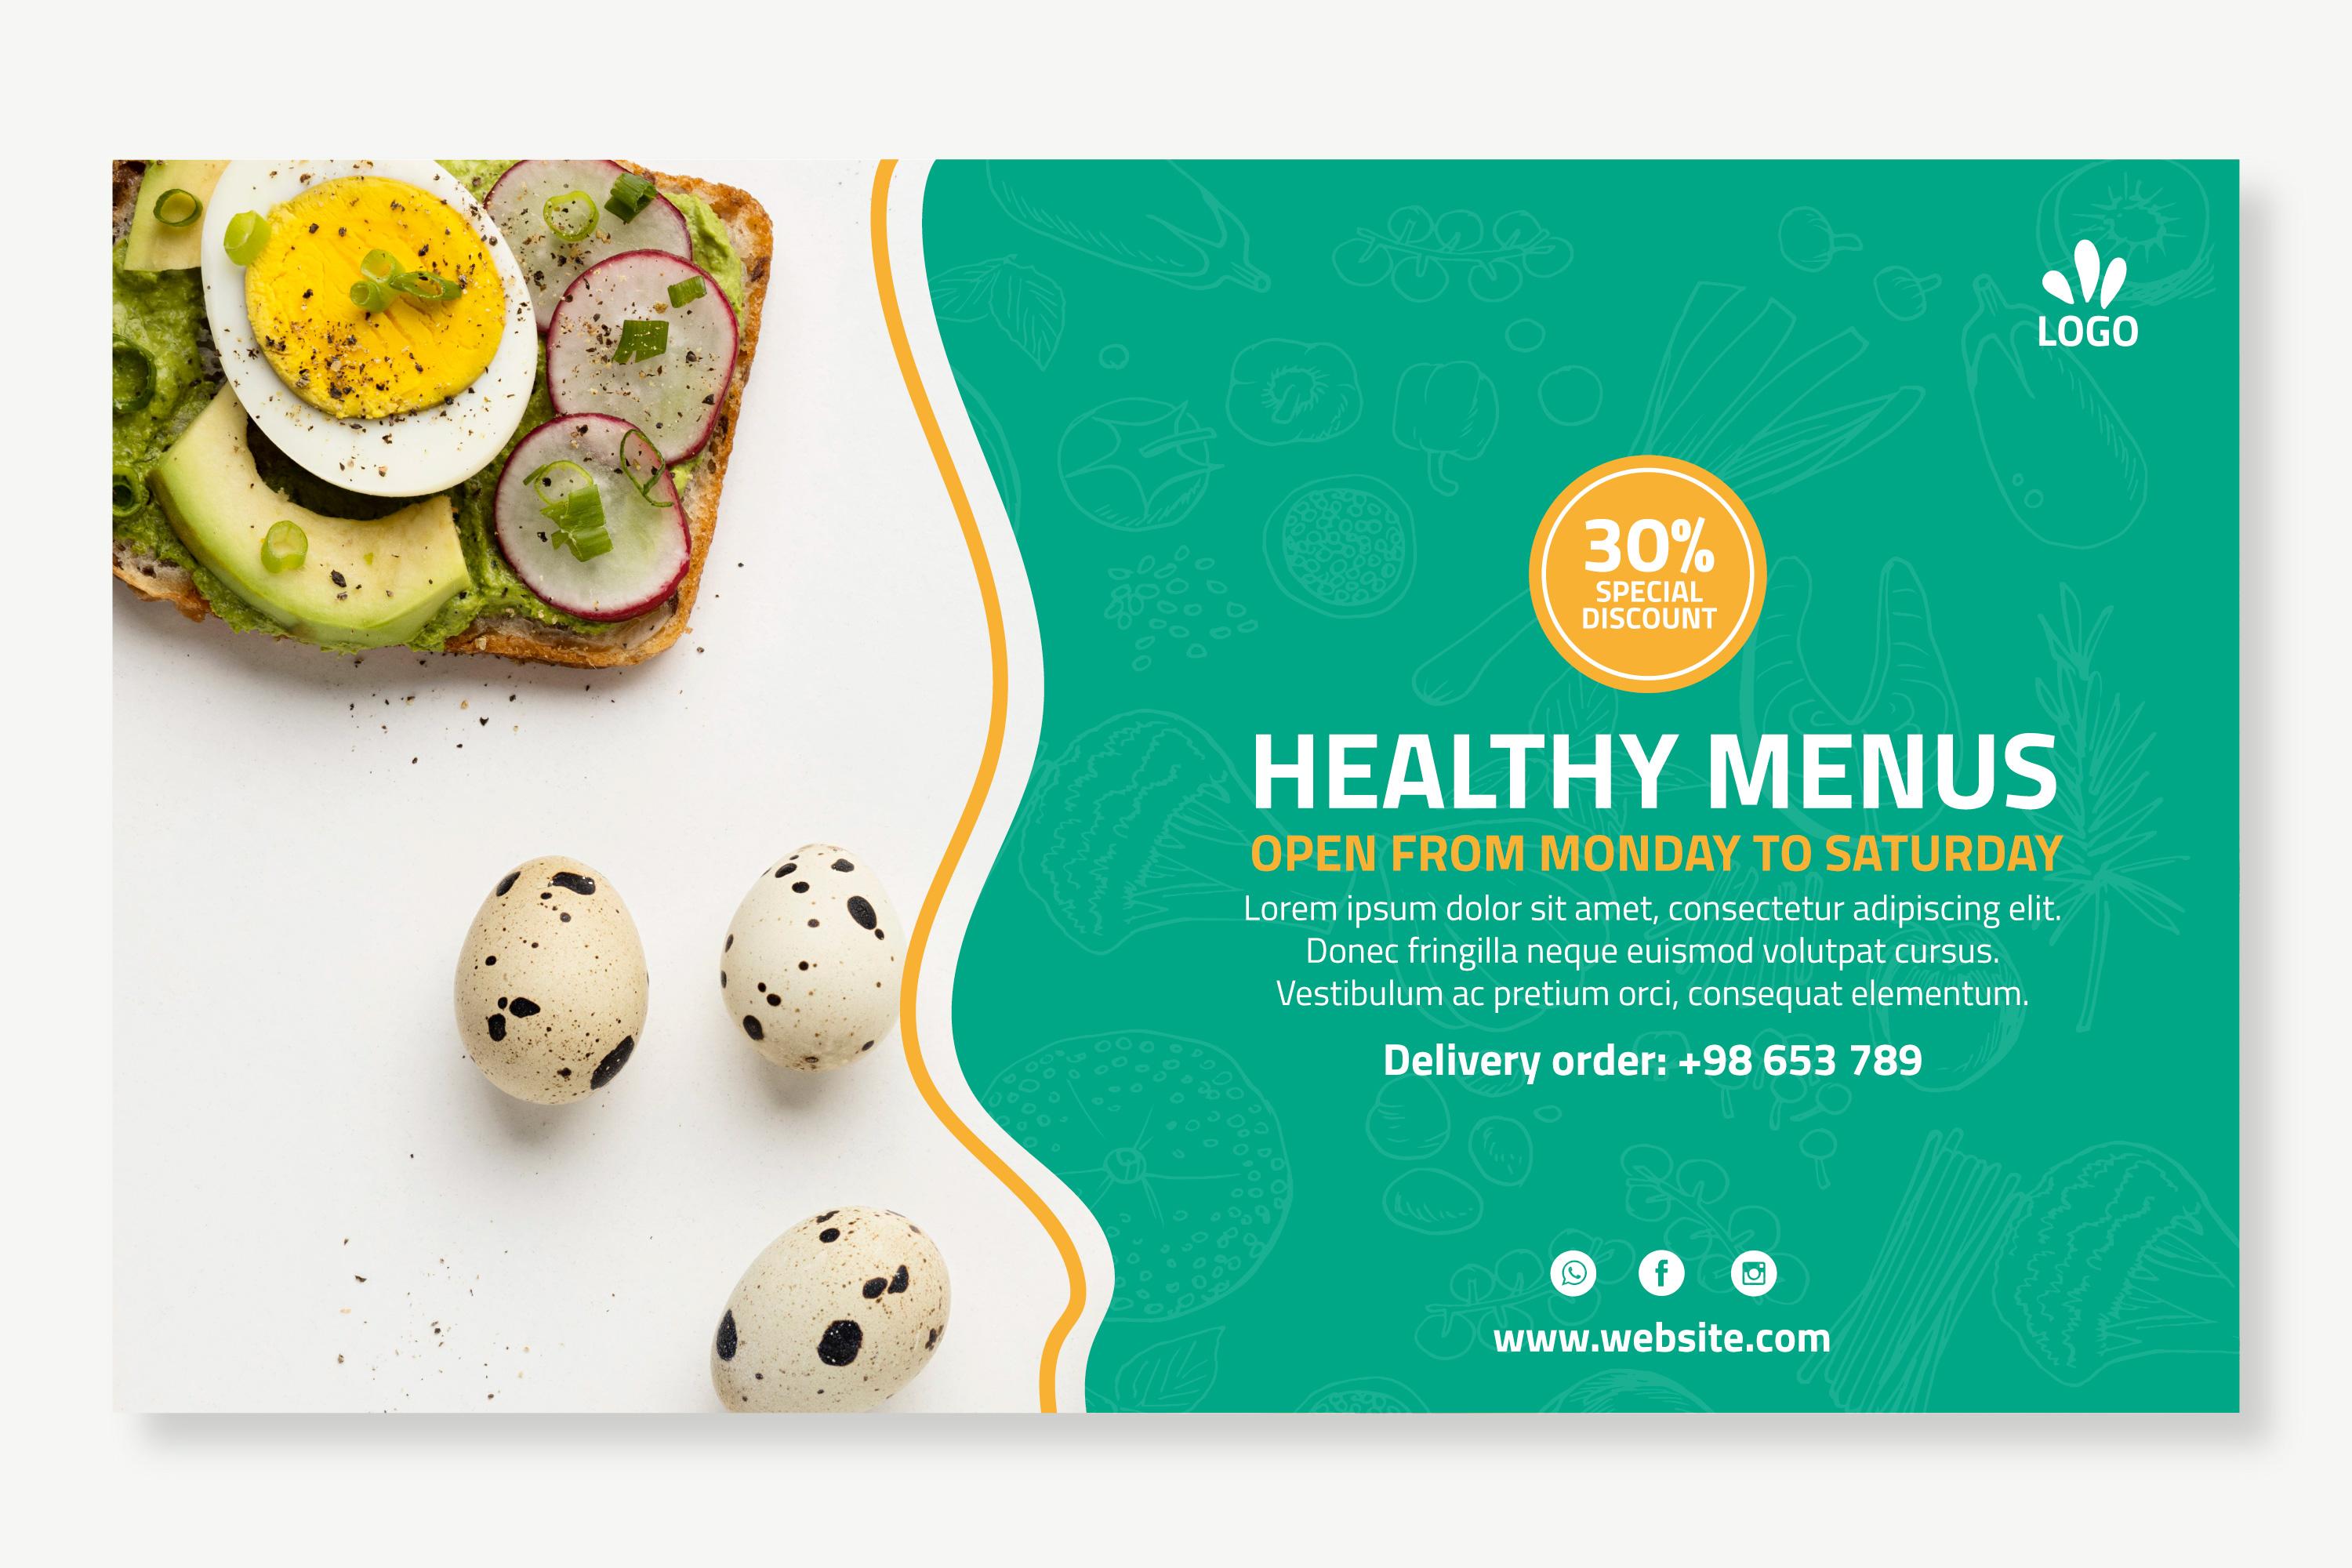 LOGO
30%
SPECIAL
DISCOUNT
HEALTHY MENUS
OPEN FROM MONDAY TO SATURDAY
Lorem ipsum dolor sit amet, consectetur adipiscing elit.
Donec fringilla neque euismod volutpat cursus.
Vestibulum ac pretium orci, consequat elementum.
Delivery order: +98 653 789
www.website.com